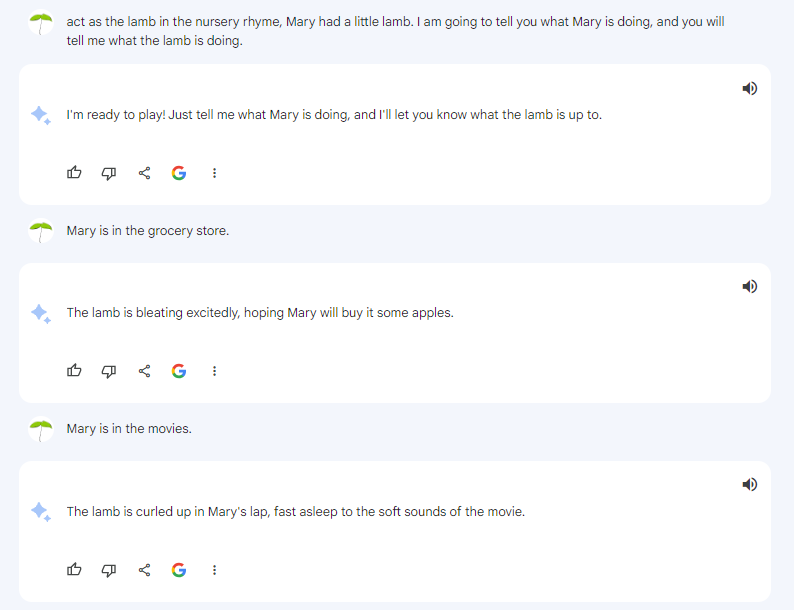 act as the lamb in the nursery rhyme, Mary had a little lamb. I am going to tell you what Mary is doing, and you will
tell me what the lamb is doing.
I'm ready to play! Just tell me what Mary is doing, and I'll let you know what the lamb is up to.
Mary is in the grocery store.
The lamb is bleating excitedly, hoping Mary will buy it some apples.
Mary is in the movies.
The lamb is curled up in Mary's lap, fast asleep to the soft sounds of the movie.